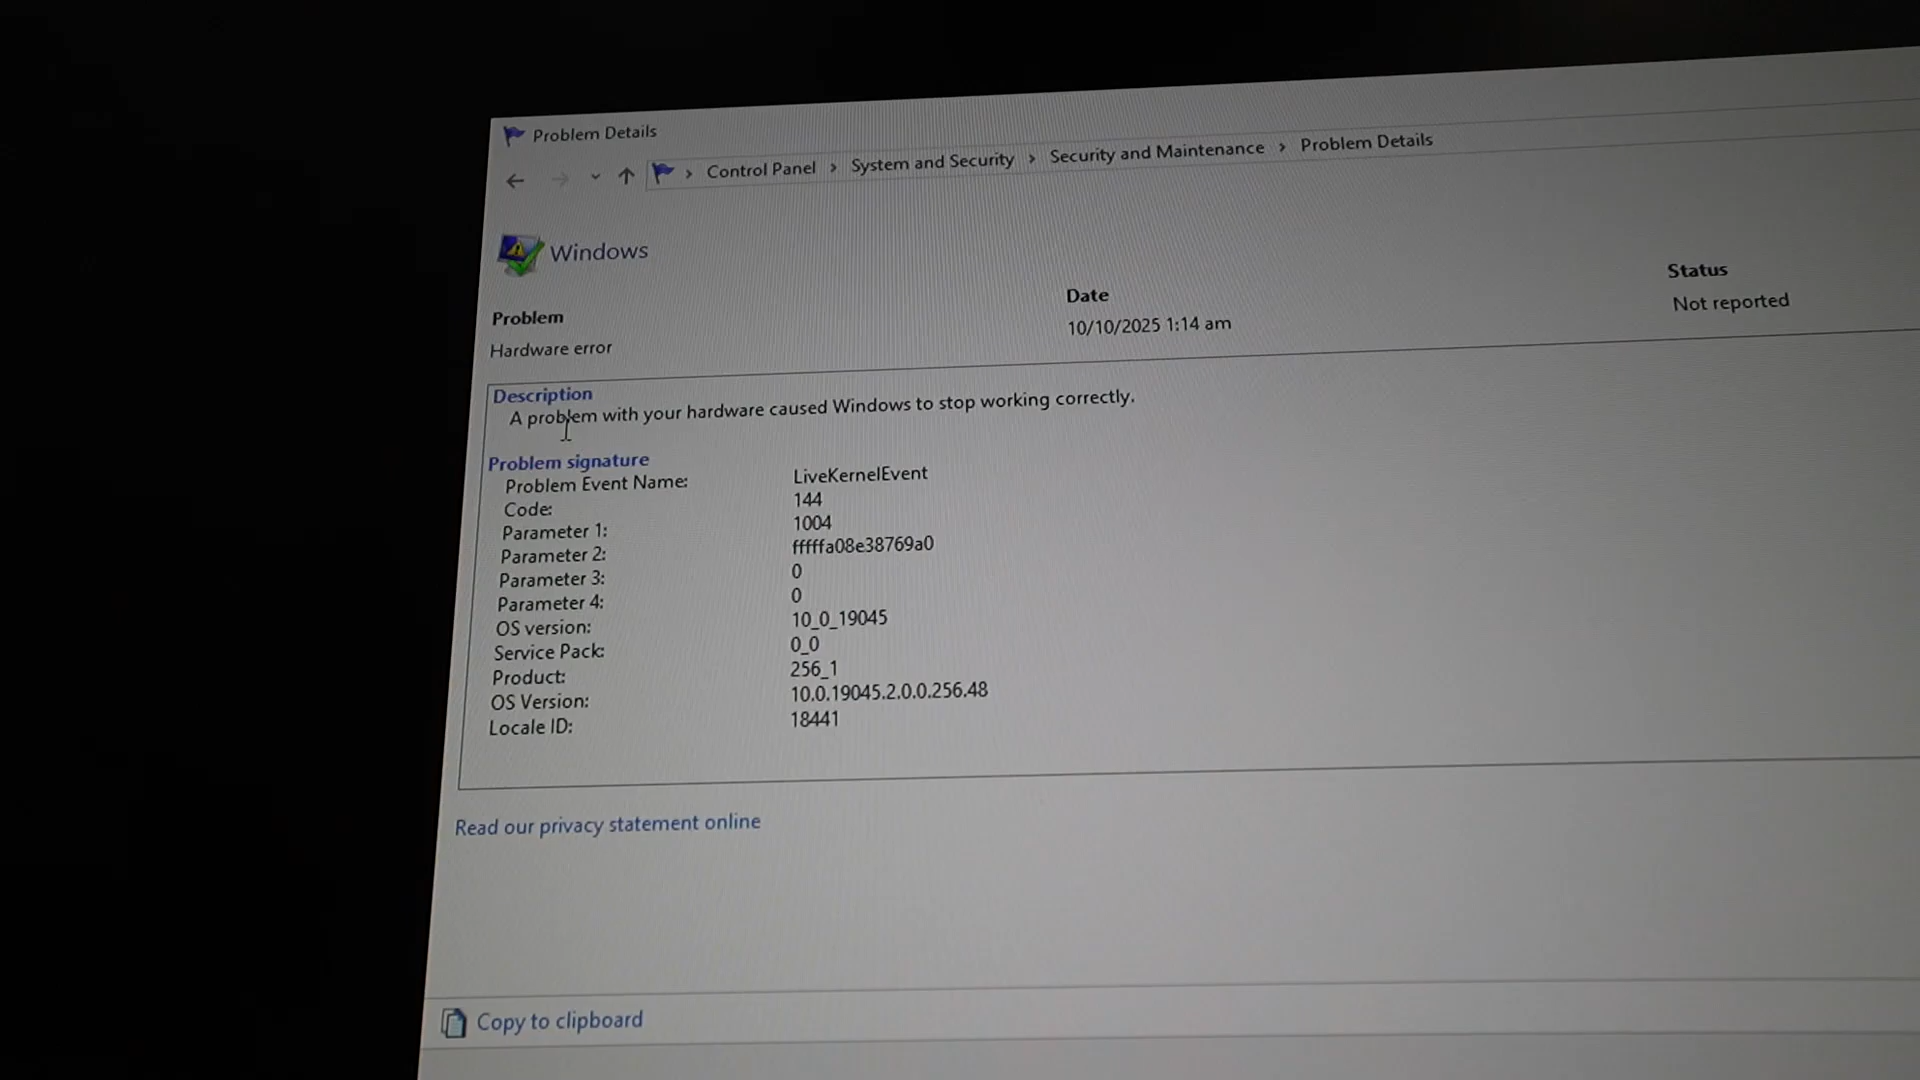 Problem Details
Control Panel › System and Security › Security and Maintenance › Problem Details
Windows
Problem Date Status
Hardware error 10/10/2025 1:14 am Not reported
Description
A problem with your hardware caused Windows to stop working correctly.
Problem signature
Problem Event Name: LiveKernelEvent
Code: 144
Parameter 1: 1004
Parameter 2: fffffa08e38769a0
Parameter 3: 0
Parameter 4: 0
OS version: 10_0_19045
Service Pack: 0_0
Product: 256_1
OS Version: 10.0.19045.2.0.0.256.48
Locale ID: 18441
Read our privacy statement online
Copy to clipboard